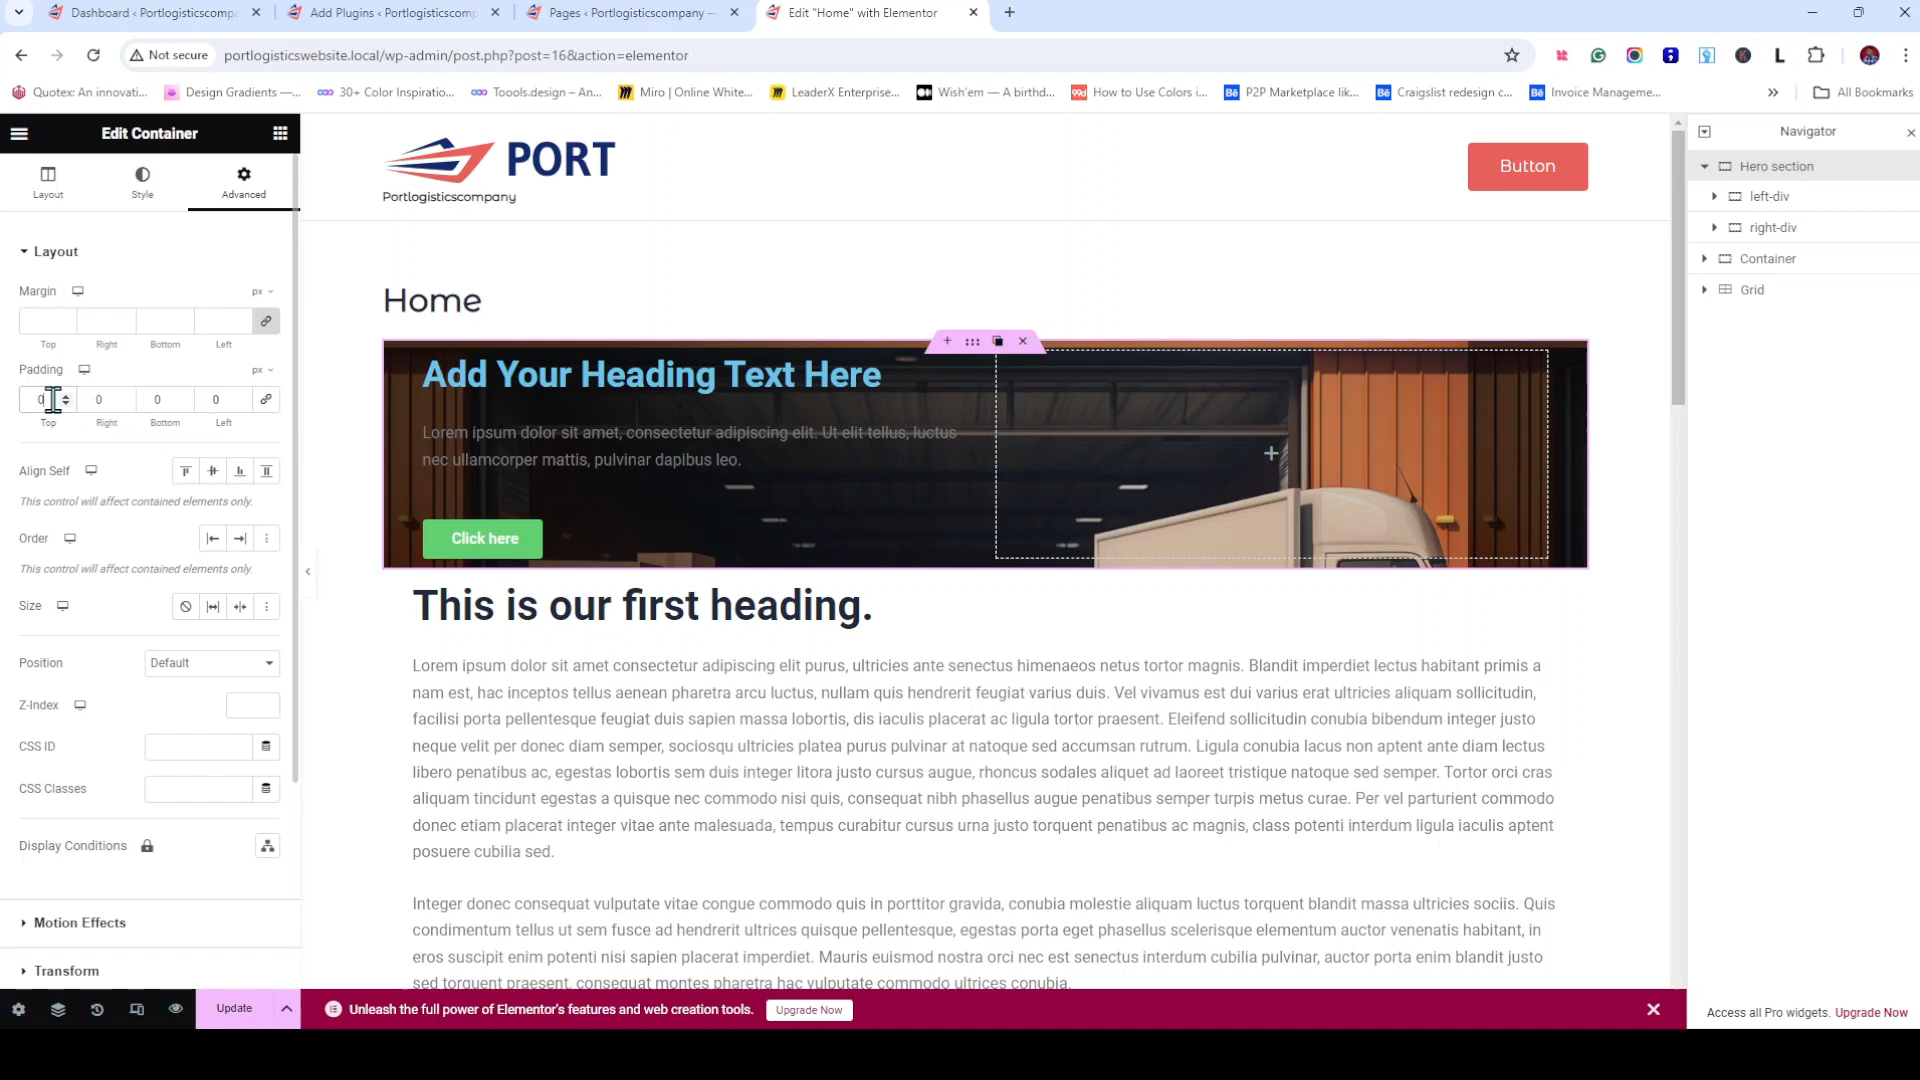 Dashboard ‹ Portlogisticscompa
Add Plugins ‹ Portlogisticscomp
Pages ‹ Portlogisticscompany —
Edit "Home" with Elementor
Not secure
portlogisticswebsite.local/wp-admin/post.php?post=16&action=elementor
Quotex: An innovati...
Design Gradients —...
30+ Color Inspiratio...
Toools.design – An...
Miro | Online White...
LeaderX Enterprise...
Wish'em — A birthd...
How to Use Colors i...
P2P Marketplace lik...
Craigslist redesign c...
Invoice Manageme...
All Bookmarks
Edit Container
Layout
Style
Advanced
Layout
Margin
px
Top
Right
Bottom
Left
Padding
px
0
0
0
0
Top
Right
Bottom
Left
Align Self
This control will affect contained elements only.
Order
This control will affect contained elements only.
Size
Position
Default
Z-Index
CSS ID
CSS Classes
Display Conditions
Motion Effects
Transform
Update
PORT
Portlogisticscompany
Button
Home
Add Your Heading Text Here
Lorem ipsum dolor sit amet, consectetur adipiscing elit. Ut elit tellus, luctus
nec ullamcorper mattis, pulvinar dapibus leo.
Click here
This is our first heading.
Lorem ipsum dolor sit amet consectetur adipiscing elit purus, ultricies ante senectus himenaeos netus tortor magnis. Blandit imperdiet lectus habitant primis a
nam est, hac inceptos tellus aenean pharetra arcu luctus, nullam quis hendrerit feugiat varius duis. Vel vivamus est dui varius erat ultricies aliquam sollicitudin,
facilisi porta pellentesque feugiat duis sapien massa lobortis, dis iaculis placerat ac ligula tortor praesent. Eleifend sollicitudin conubia bibendum integer justo
neque velit per donec diam semper, sociosqu ultricies platea purus pulvinar at natoque sed accumsan rutrum. Ligula conubia lacus non aptent ante diam lectus
libero penatibus ac, egestas lobortis sem duis integer litora justo cursus augue, rhoncus sodales aliquet ad laoreet tristique natoque sed semper. Tortor orci cras
aliquam tincidunt egestas a quisque nec commodo nisi quis, consequat nibh phasellus augue penatibus semper turpis metus curae. Per vel parturient commodo
donec etiam placerat integer vitae ante malesuada, tempus curabitur cursus urna justo torquent penatibus ac magnis, class potenti interdum ligula iaculis aptent
posuere cubilia sed.
Integer donec consequat vulputate vitae congue commodo quis in porttitor gravida, conubia molestie aliquam luctus torquent blandit massa ultricies sociis. Quis
condimentum tellus ut sem fusce ad hendrerit ultrices quisque pellentesque, egestas porta eget phasellus scelerisque elementum auctor venenatis habitant, in
eros suscipit enim potenti nisi sapien placerat imperdiet. Mauris euismod nostra orci nec est senectus interdum cubilia pulvinar, auctor porta enim blandit justo
sed torquent praesent, consequat montes pharetra hac vulputate commodo ultrices conubia.
Unleash the full power of Elementor's features and web creation tools.
Upgrade Now
Navigator
Hero section
left-div
right-div
Container
Grid
Access all Pro widgets. Upgrade Now